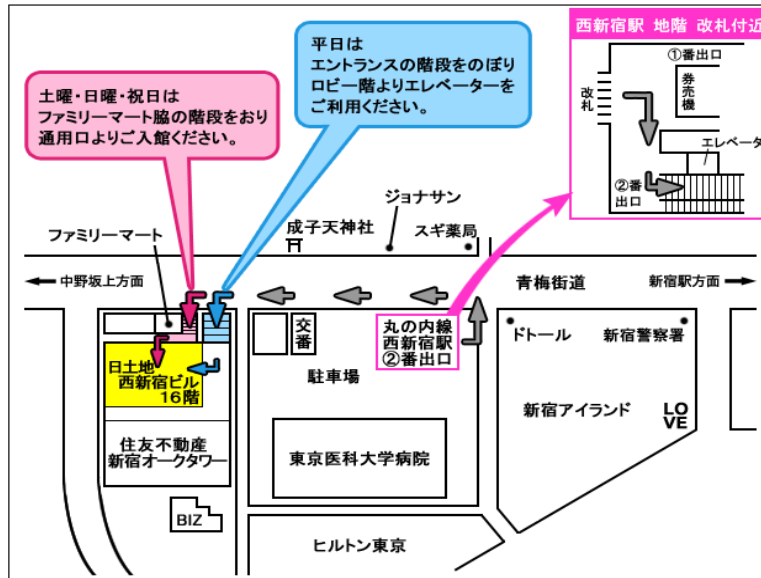 平日は
エントランスの階段をのぼり
ロビー階よりエレベーターを
ご利用ください。
土曜・日曜・祝日は
ファミリーマート脇の階段をおり
通用口よりご入館ください。
西新宿駅 地階 改札付近
①番出口
改札
券売機
エレベータ
②番
出口
ジョナサン
成子天神社
スギ薬局
ファミリーマート
中野坂上方面
青梅街道
新宿駅方面
交番
丸の内線
西新宿駅
②番出口
ドトール
新宿警察署
駐車場
日土地
西新宿ビル
16階
新宿アイランド
LO
VE
住友不動産
新宿オークタワー
東京医科大学病院
BIZ
ヒルトン東京